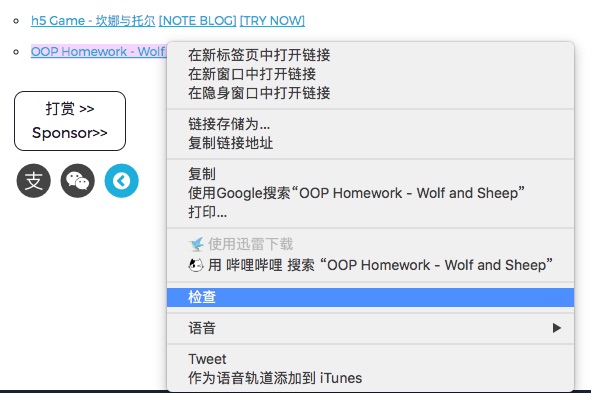 h5 Game - 坎娜与托尔 [NOTE BLOG] [TRY NOW]
OOP Homework - Wolf
在新标签页中打开链接
在新窗口中打开链接
在隐身窗口中打开链接
链接存储为...
复制链接地址
复制
使用Google搜索“OOP Homework - Wolf and Sheep”
打印...
使用迅雷下载
用 哔哩哔哩 搜索 “OOP Homework - Wolf and Sheep”
检查
语音
Tweet
作为语音轨道添加到 iTunes
打赏 >>
Sponsor>>
支